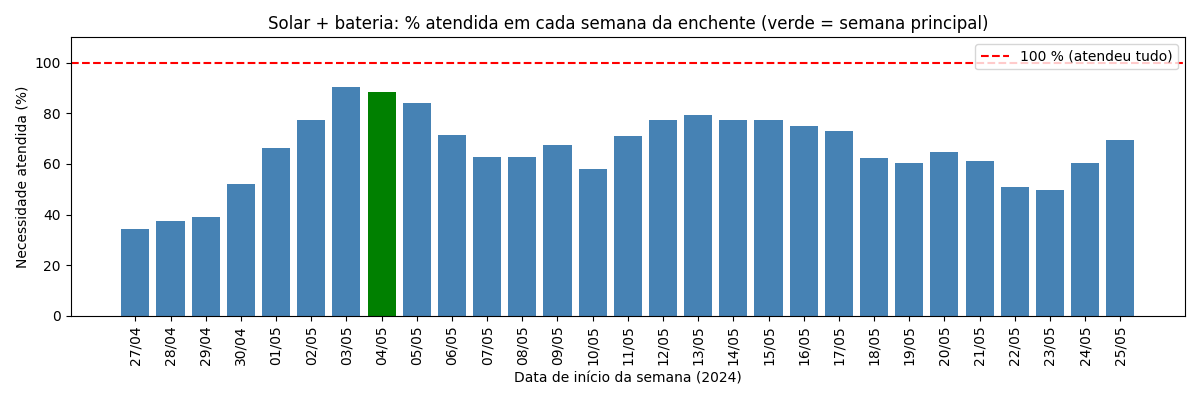 Solar + bateria: % atendida em cada semana da enchente (verde = semana principal)
100 % (atendeu tudo)
Necessidade atendida (%)
100
80
60
40
20
0
27/04 28/04 29/04 30/04 01/05 02/05 03/05 04/05 05/05 06/05 07/05 08/05 09/05 10/05 11/05 12/05 13/05 14/05 15/05 16/05 17/05 18/05 19/05 20/05 21/05 22/05 23/05 24/05 25/05
Data de início da semana (2024)